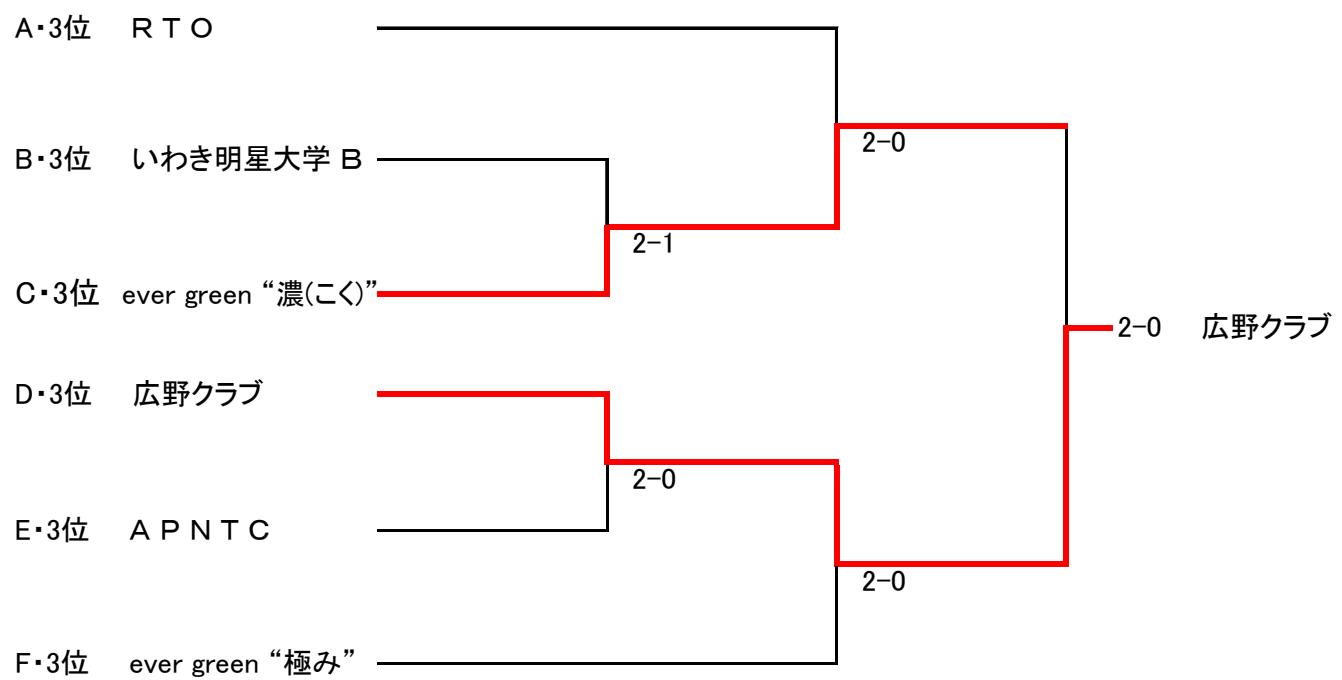 A・3位 ＲＴＯ
2-0
B・3位 いわき明星大学 Ｂ
2-1
C・3位 ever green “濃(こく)”
2-0 広野クラブ
D・3位 広野クラブ
2-0
E・3位 ＡＰＮＴＣ
2-0
F・3位 ever green “極み”